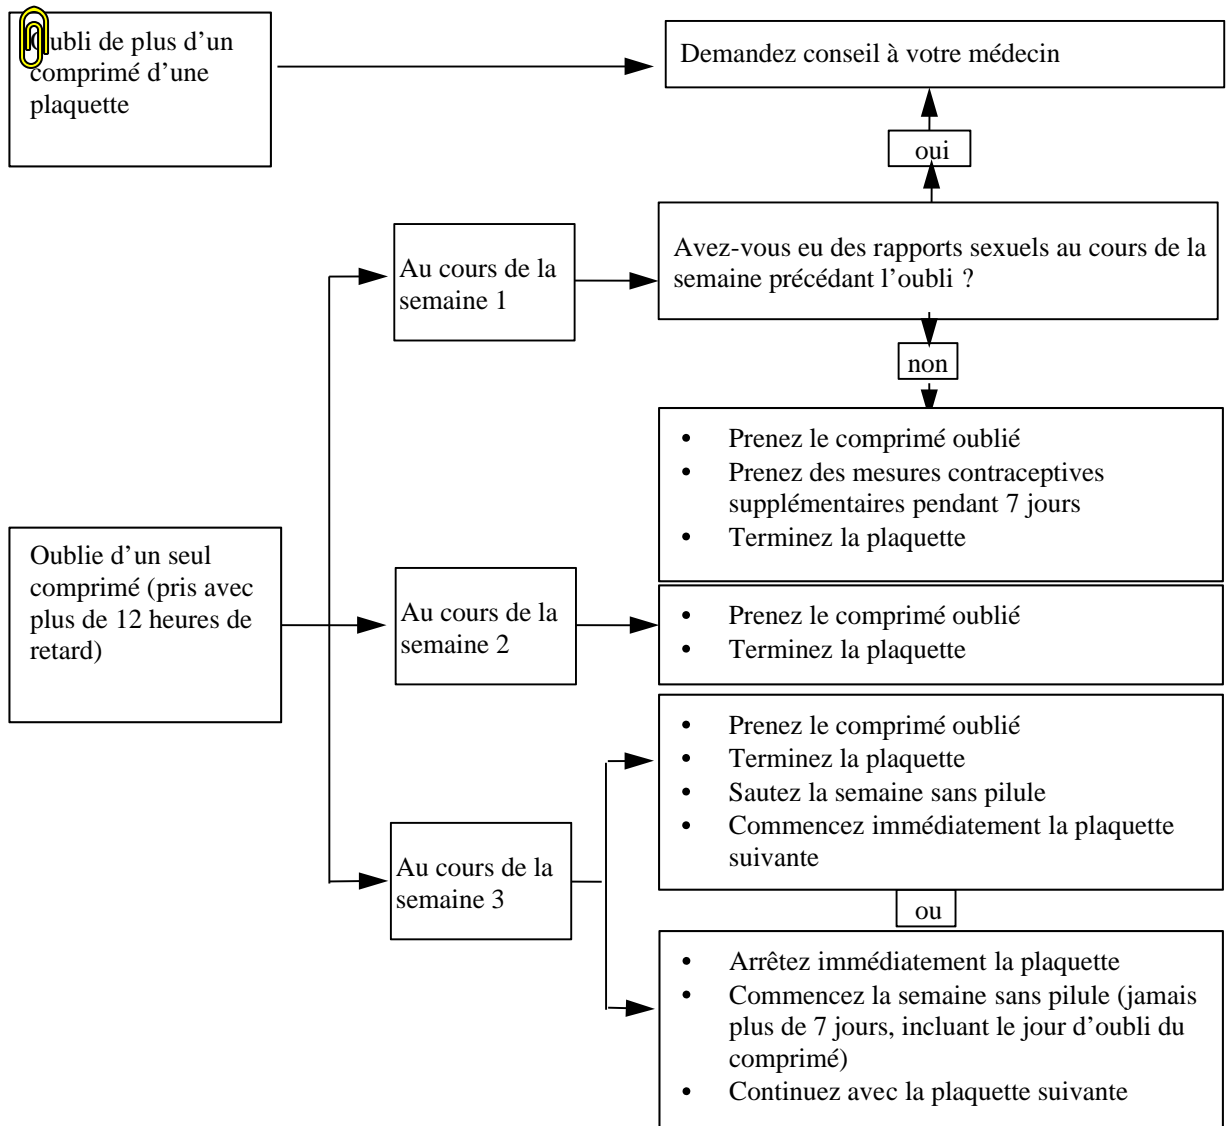 Oubli de plus d'un
comprimé d'une
plaquette
Demandez conseil à votre médecin
oui
Au cours de la
semaine 1
Avez-vous eu des rapports sexuels au cours de la
semaine précédant l'oubli ?
non
• Prenez le comprimé oublié
• Prenez des mesures contraceptives
supplémentaires pendant 7 jours
• Terminez la plaquette
Oublie d'un seul
comprimé (pris avec
plus de 12 heures de
retard)
Au cours de la
semaine 2
• Prenez le comprimé oublié
• Terminez la plaquette
Au cours de la
semaine 3
• Prenez le comprimé oublié
• Terminez la plaquette
• Sautez la semaine sans pilule
• Commencez immédiatement la plaquette
suivante
ou
• Arrêtez immédiatement la plaquette
• Commencez la semaine sans pilule (jamais
plus de 7 jours, incluant le jour d'oubli du
comprimé)
• Continuez avec la plaquette suivante